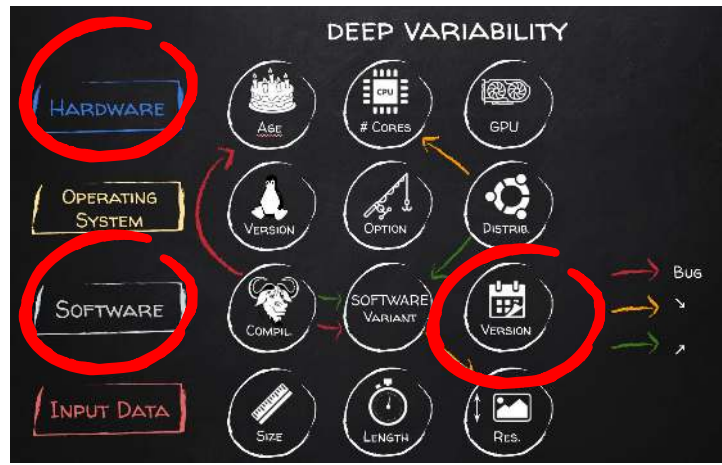 DEEP VARIABILITY
HARDWARE
AGE
CPU
# CORES
GPU
OPERATING
SYSTEM
VERSION
OPTION
DISTRIB.
SOFTWARE
COMPIL.
SOFTWARE
VARIANT
VERSION
BUG
INPUT DATA
SIZE
LENGTH
RES.